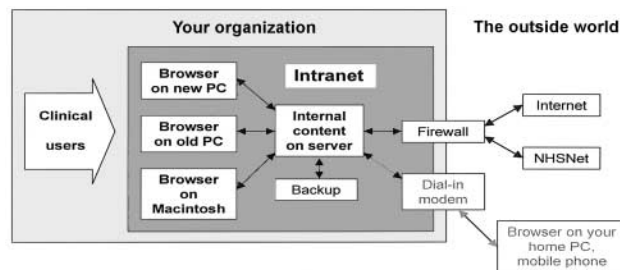 Your organization
The outside world
Intranet
Clinical
users
Browser
on new PC
Browser
on old PC
Browser
on
Macintosh
Internal
content
on server
Backup
Firewall
Dial-in
modem
Internet
NHSNet
Browser on your
home PC,
mobile phone